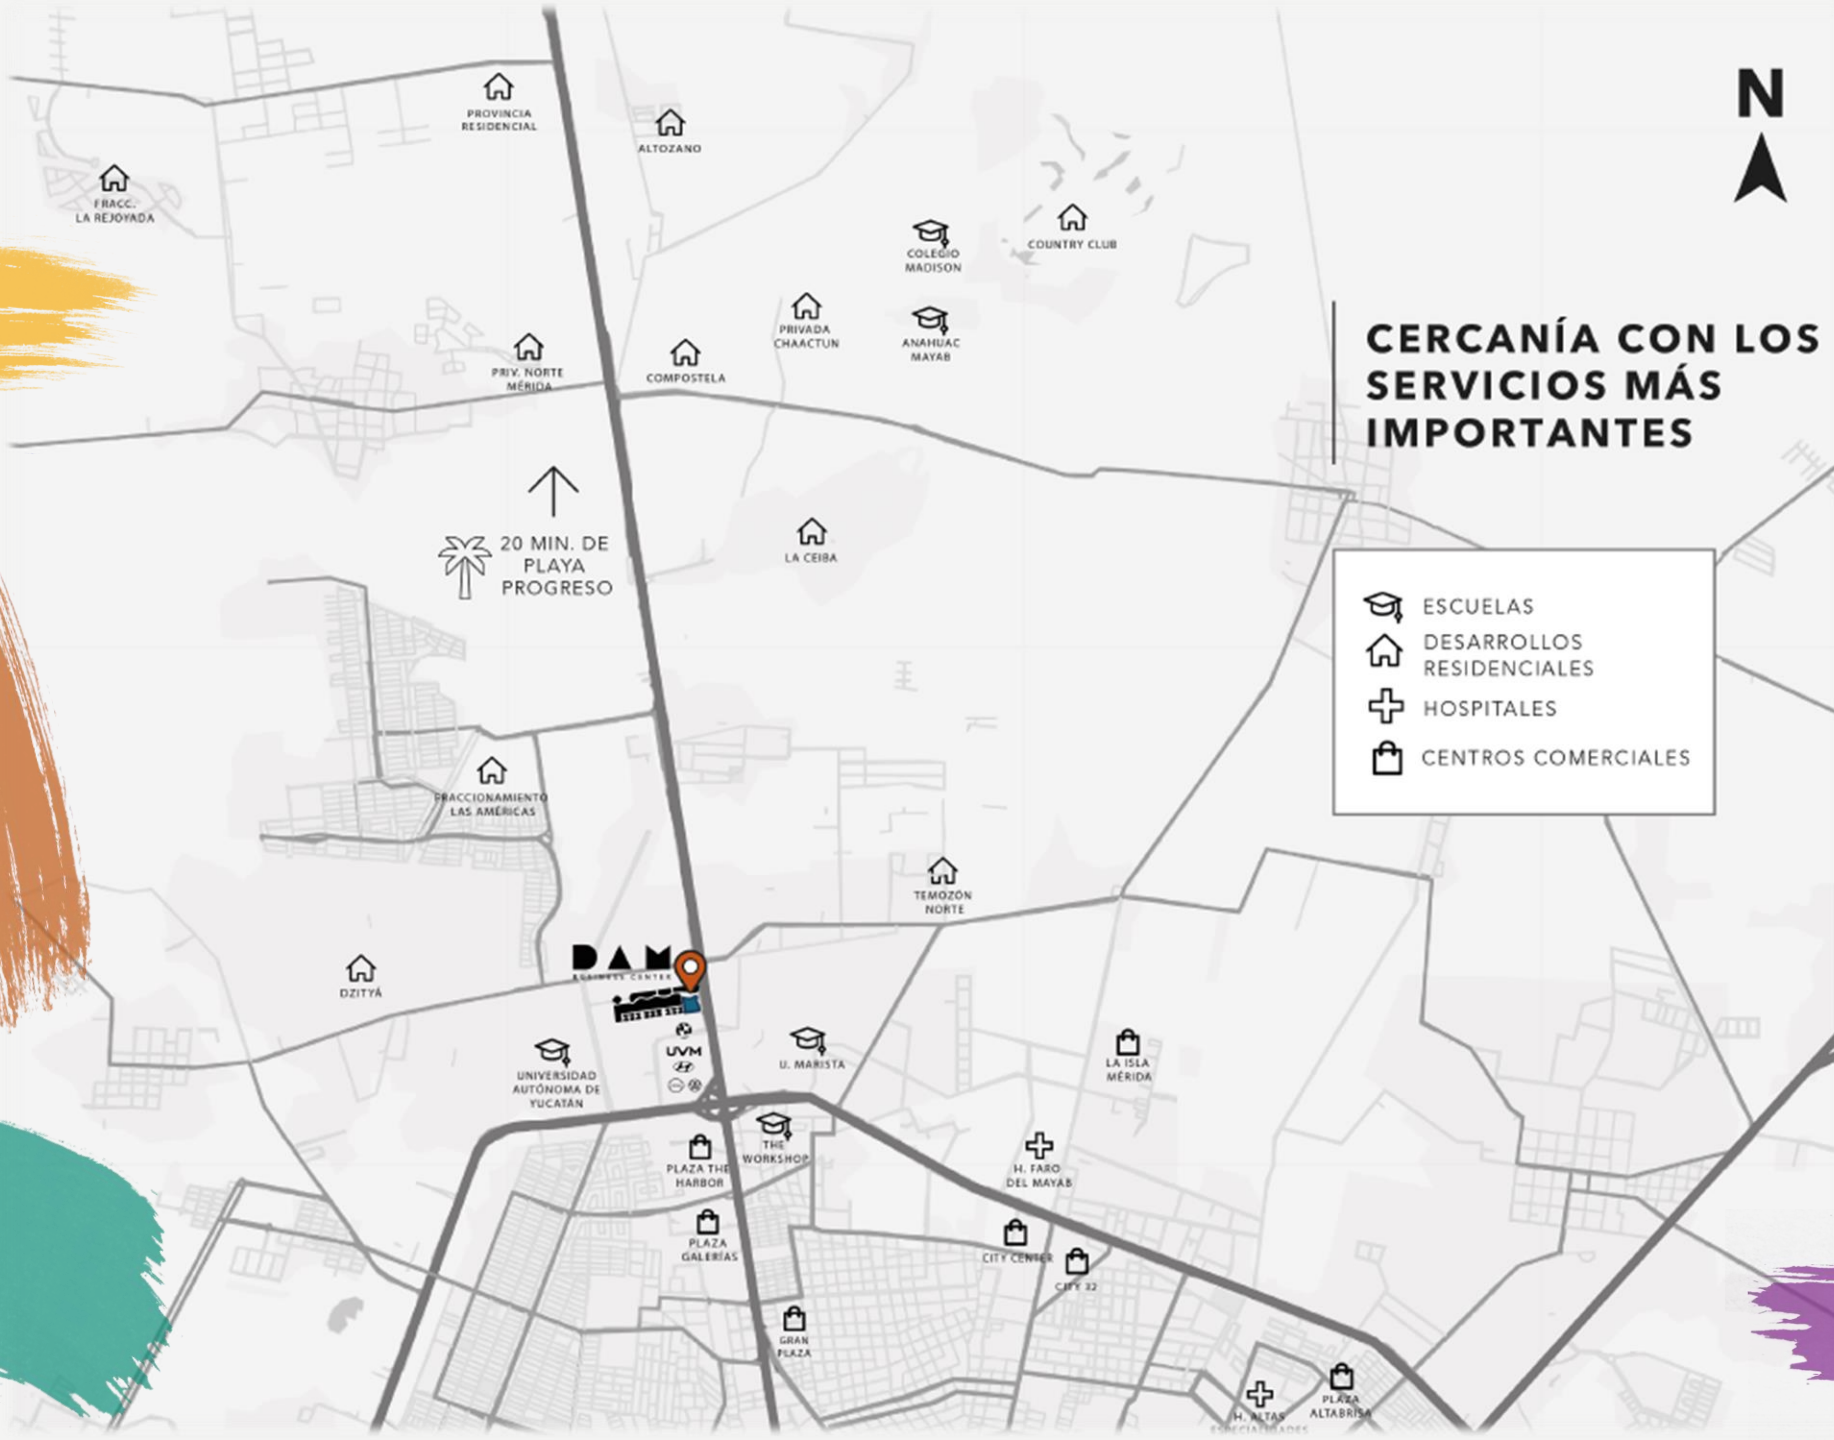 N
PROVINCIA
RESIDENCIAL
ALTOZANO
FRACC.
LA REJOYADA
COLEGIO
MADISON
COUNTRY CLUB
PRIVADA
CHAACTUN
ANAHUAC
MAYAB
PRIV. NORTE
MÉRIDA
COMPOSTELA
CERCANÍA CON LOS
SERVICIOS MÁS
IMPORTANTES
20 MIN. DE
PLAYA
PROGRESO
LA CEIBA
ESCUELAS
DESARROLLOS
RESIDENCIALES
HOSPITALES
CENTROS COMERCIALES
FRACCIONAMIENTO
LAS AMÉRICAS
TEMOZÓN
NORTE
DAM
BUSINESS CENTER
DZITYÁ
UVM
U. MARISTA
UNIVERSIDAD
AUTÓNOMA DE
YUCATÁN
LA ISLA
MÉRIDA
THE
WORKSHOP
PLAZA THE
HARBOR
H. FARO
DEL MAYAB
PLAZA
GALERÍAS
CITY CENTER
CITY 32
GRAN
PLAZA
H. ALTAS
ESPECIALIDADES
PLAZA
ALTABRISA